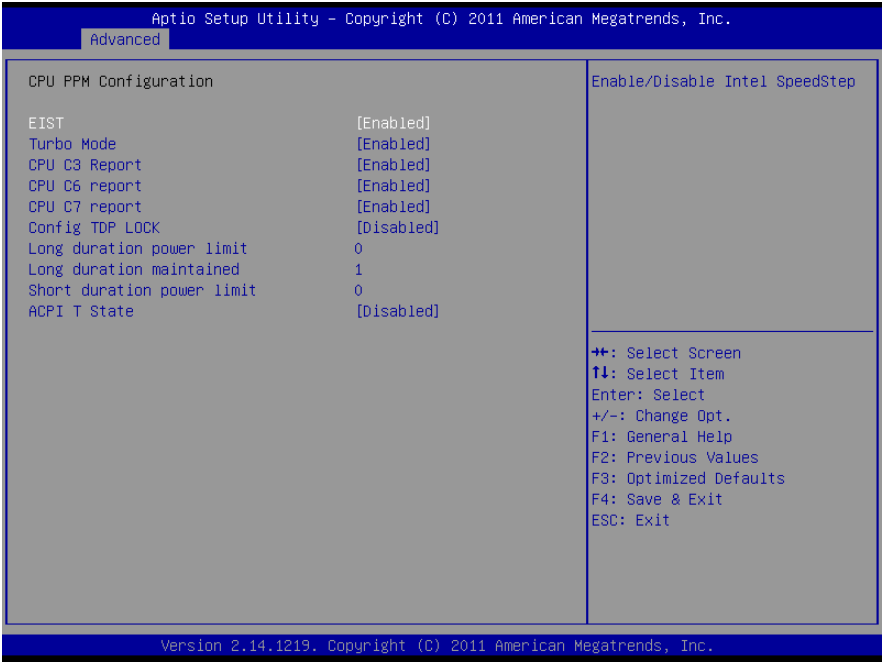 Aptio Setup Utility – Copyright (C) 2011 American Megatrends, Inc.
Advanced
CPU PPM Configuration
EIST [Enabled]
Turbo Mode [Enabled]
CPU C3 Report [Enabled]
CPU C6 report [Enabled]
CPU C7 report [Enabled]
Config TDP LOCK [Disabled]
Long duration power limit 0
Long duration maintained 1
Short duration power limit 0
ACPI T State [Disabled]
Enable/Disable Intel SpeedStep
→←: Select Screen
↑↓: Select Item
Enter: Select
+/-: Change Opt.
F1: General Help
F2: Previous Values
F3: Optimized Defaults
F4: Save & Exit
ESC: Exit
Version 2.14.1219. Copyright (C) 2011 American Megatrends, Inc.